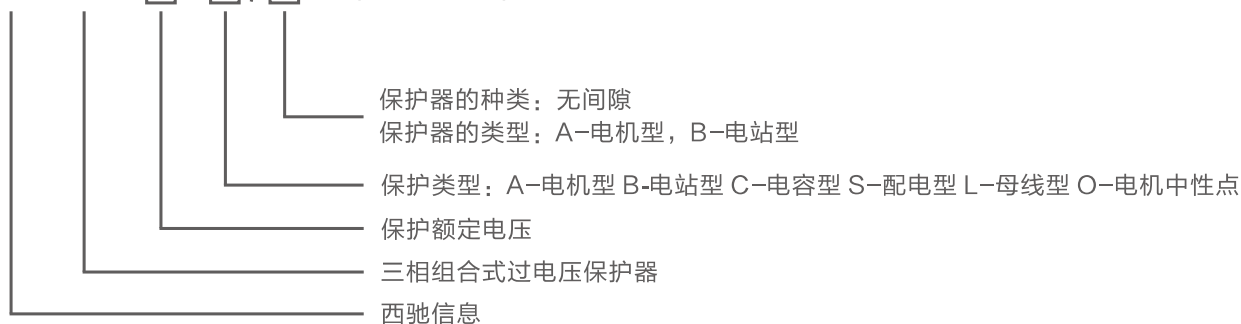 保护器的种类：无间隙
保护器的类型：A-电机型，B-电站型
保护类型：A-电机型 B-电站型 C-电容型 S-配电型 L-母线型 O-电机中性点
保护额定电压
三相组合式过电压保护器
西驰信息